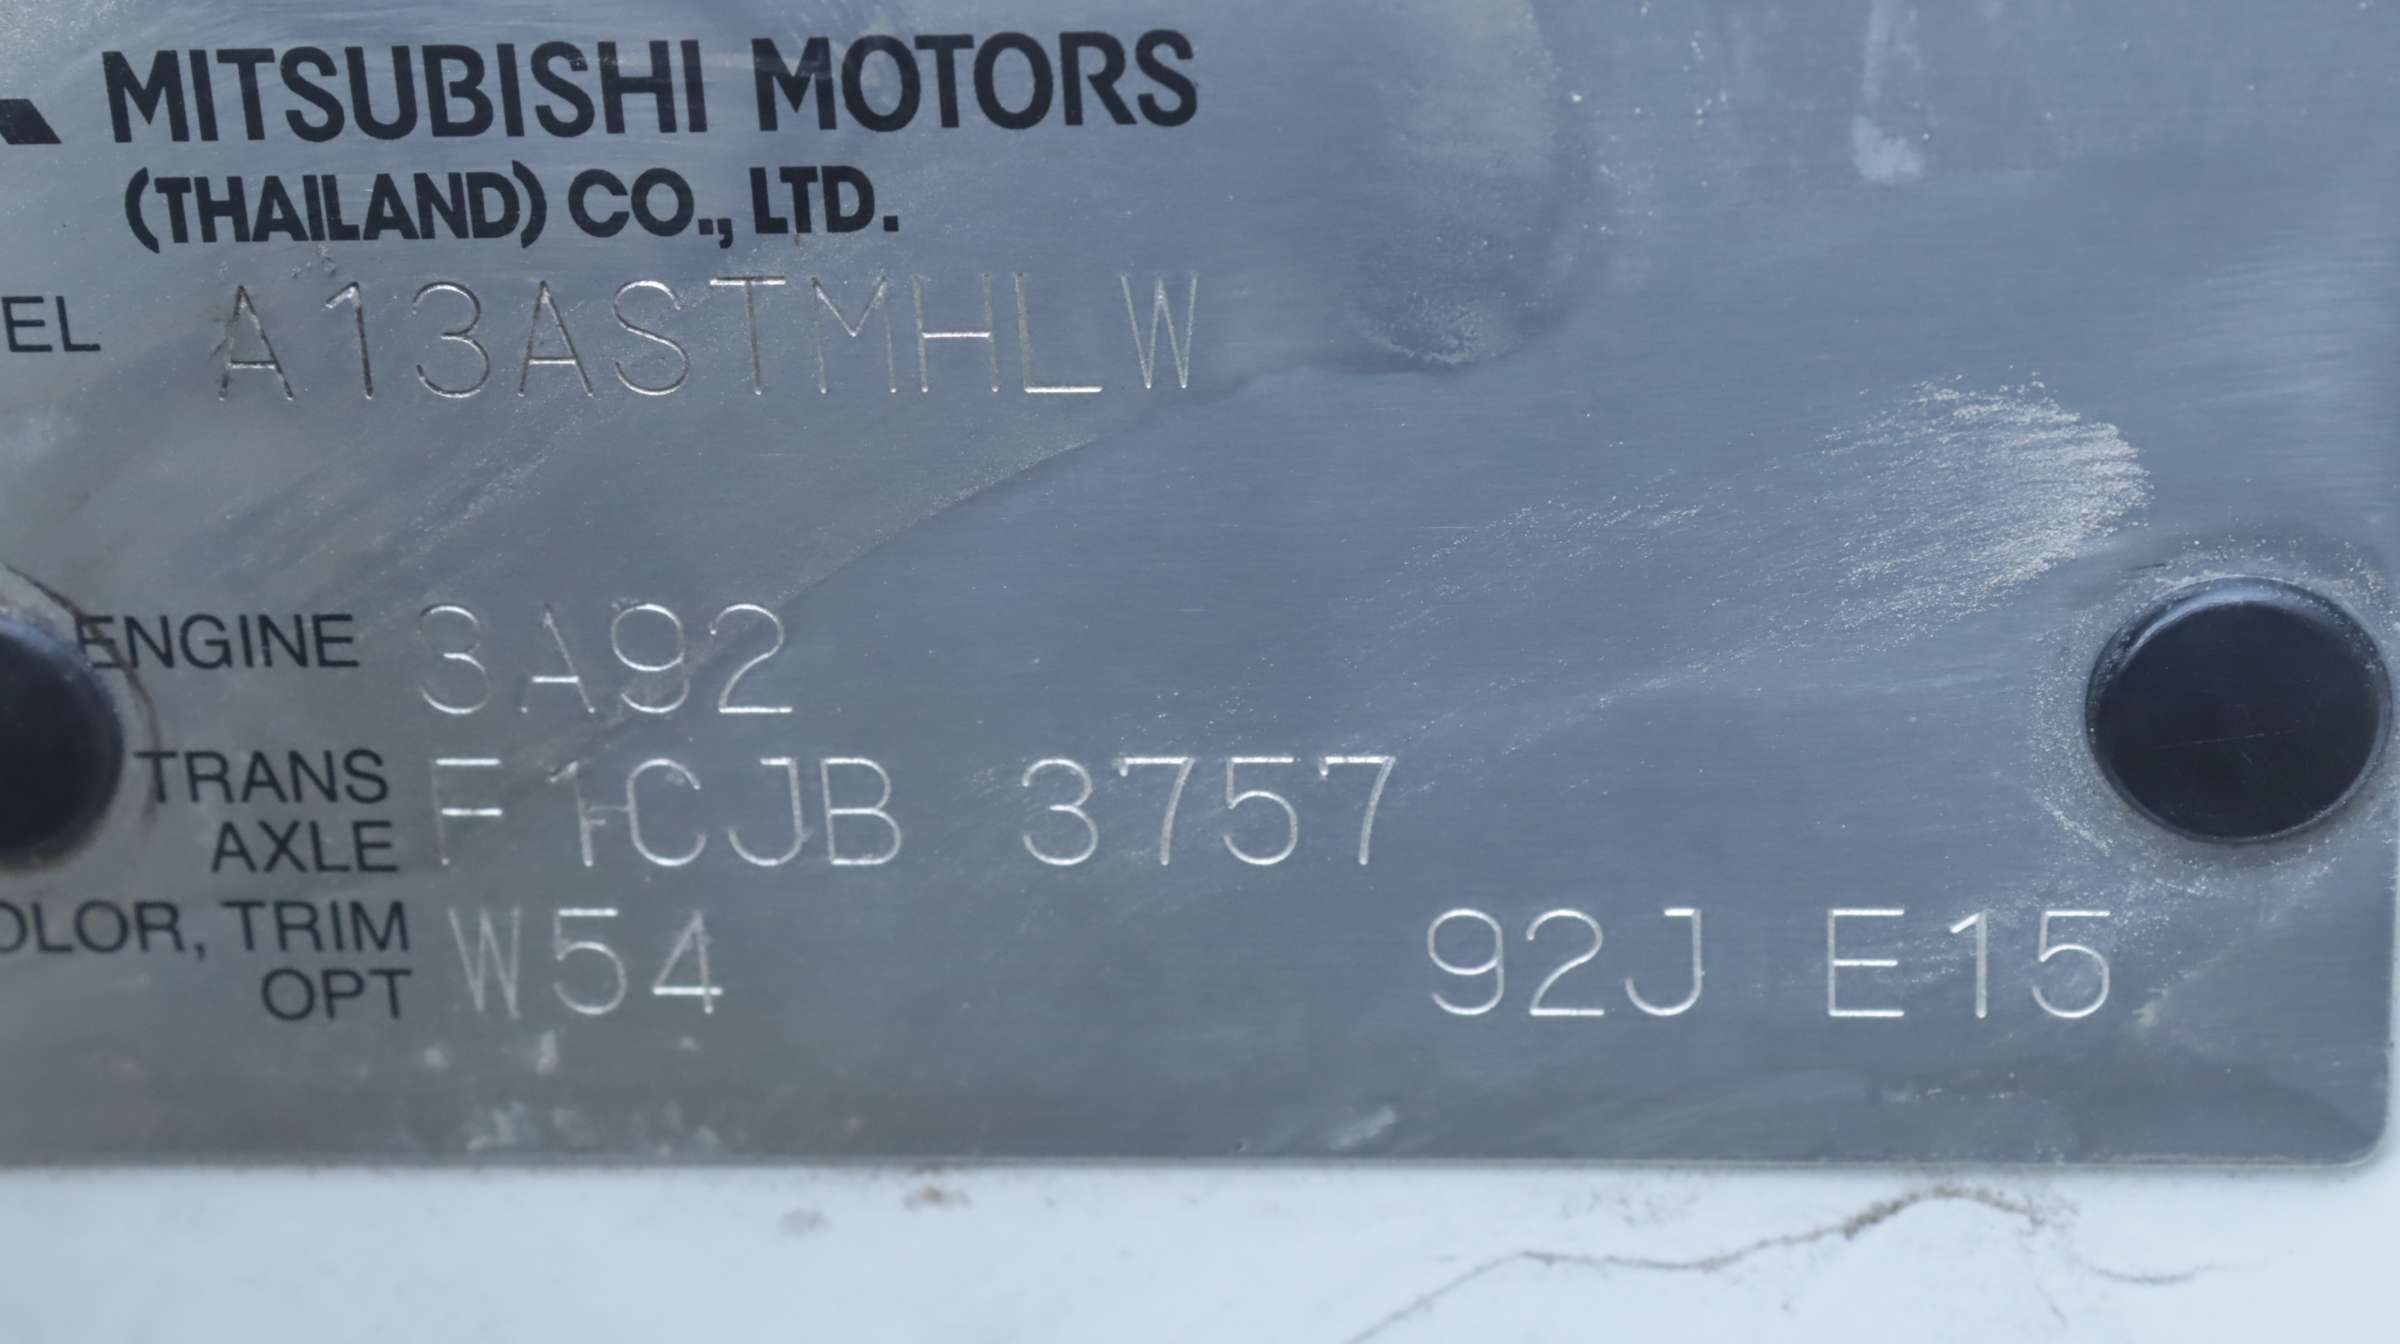 MITSUBISHI MOTORS
(THAILAND) CO., LTD.
EL A13ASTMHLW
ENGINE 3A92
TRANS AXLE F1CJB 3757
OLOR, TRIM OPT W54 92J E15